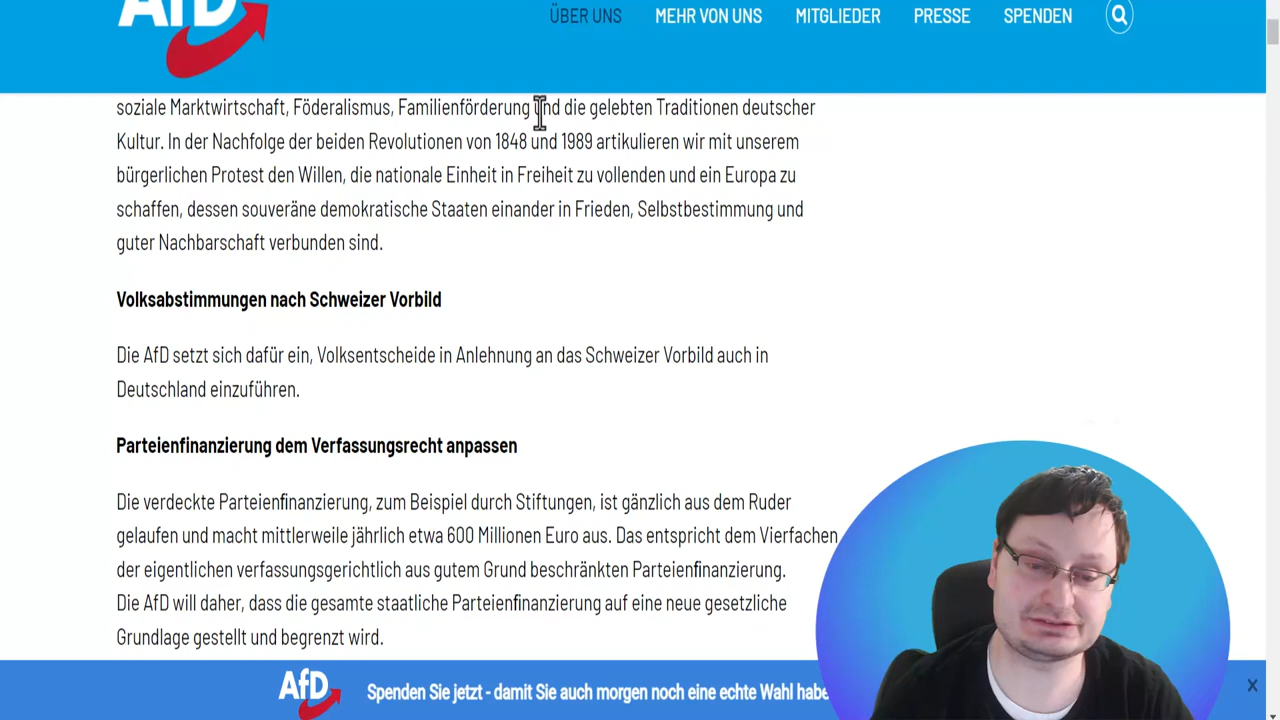 AfD
ÜBER UNS MEHR VON UNS MITGLIEDER PRESSE SPENDEN
soziale Marktwirtschaft, Föderalismus, Familienförderung und die gelebten Traditionen deutscher
Kultur. In der Nachfolge der beiden Revolutionen von 1848 und 1989 artikulieren wir mit unserem
bürgerlichen Protest den Willen, die nationale Einheit in Freiheit zu vollenden und ein Europa zu
schaffen, dessen souveräne demokratische Staaten einander in Frieden, Selbstbestimmung und
guter Nachbarschaft verbunden sind.
Volksabstimmungen nach Schweizer Vorbild
Die AfD setzt sich dafür ein, Volksentscheide in Anlehnung an das Schweizer Vorbild auch in
Deutschland einzuführen.
Parteienfinanzierung dem Verfassungsrecht anpassen
Die verdeckte Parteienfinanzierung, zum Beispiel durch Stiftungen, ist gänzlich aus dem Ruder
gelaufen und macht mittlerweile jährlich etwa 600 Millionen Euro aus. Das entspricht dem Vierfachen
der eigentlichen verfassungsgerichtlich aus gutem Grund beschränkten Parteienfinanzierung.
Die AfD will daher, dass die gesamte staatliche Parteienfinanzierung auf eine neue gesetzliche
Grundlage gestellt und begrenzt wird.
AfD Spenden Sie jetzt - damit Sie auch morgen noch eine echte Wahl habe